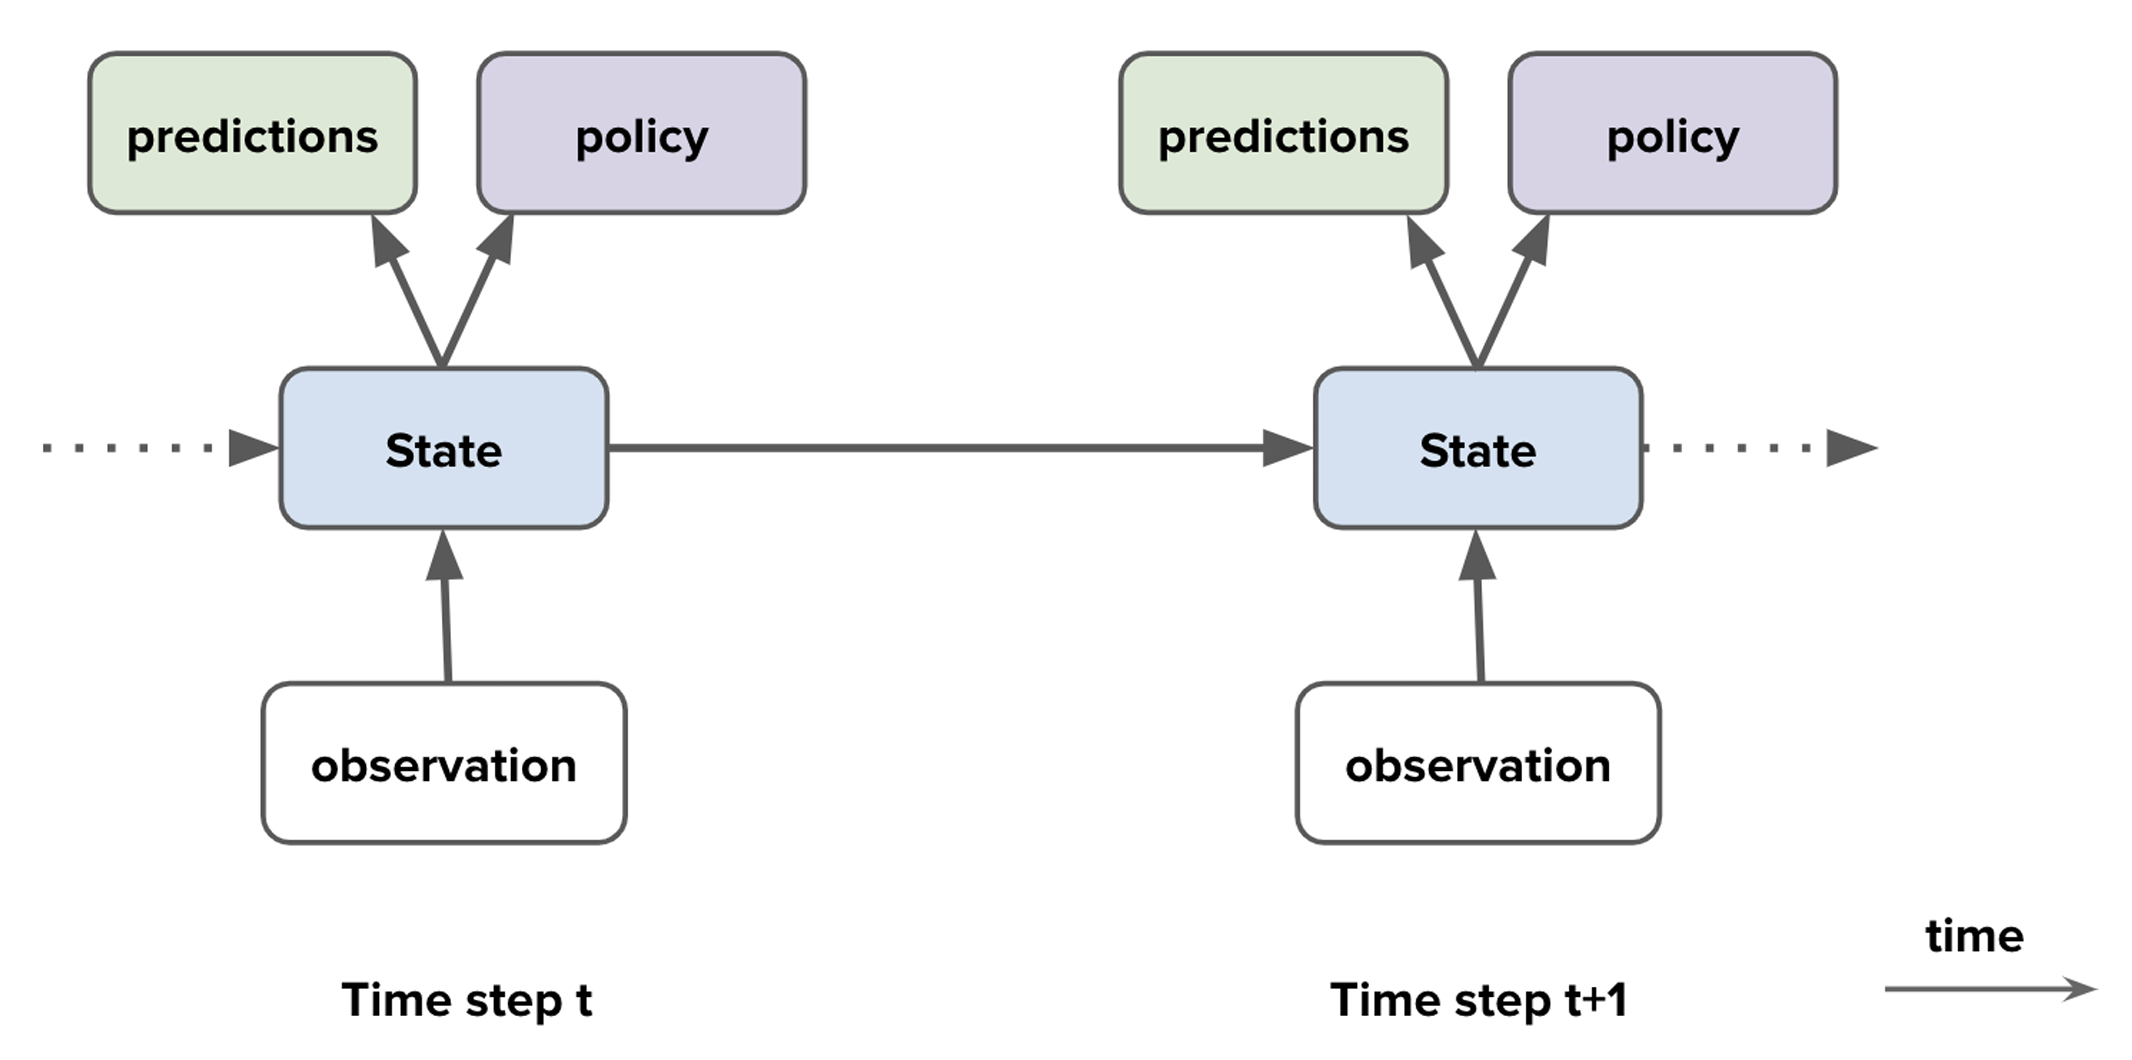 predictions
policy
predictions
policy
State
State
observation
observation
time
Time step t
Time step t+1